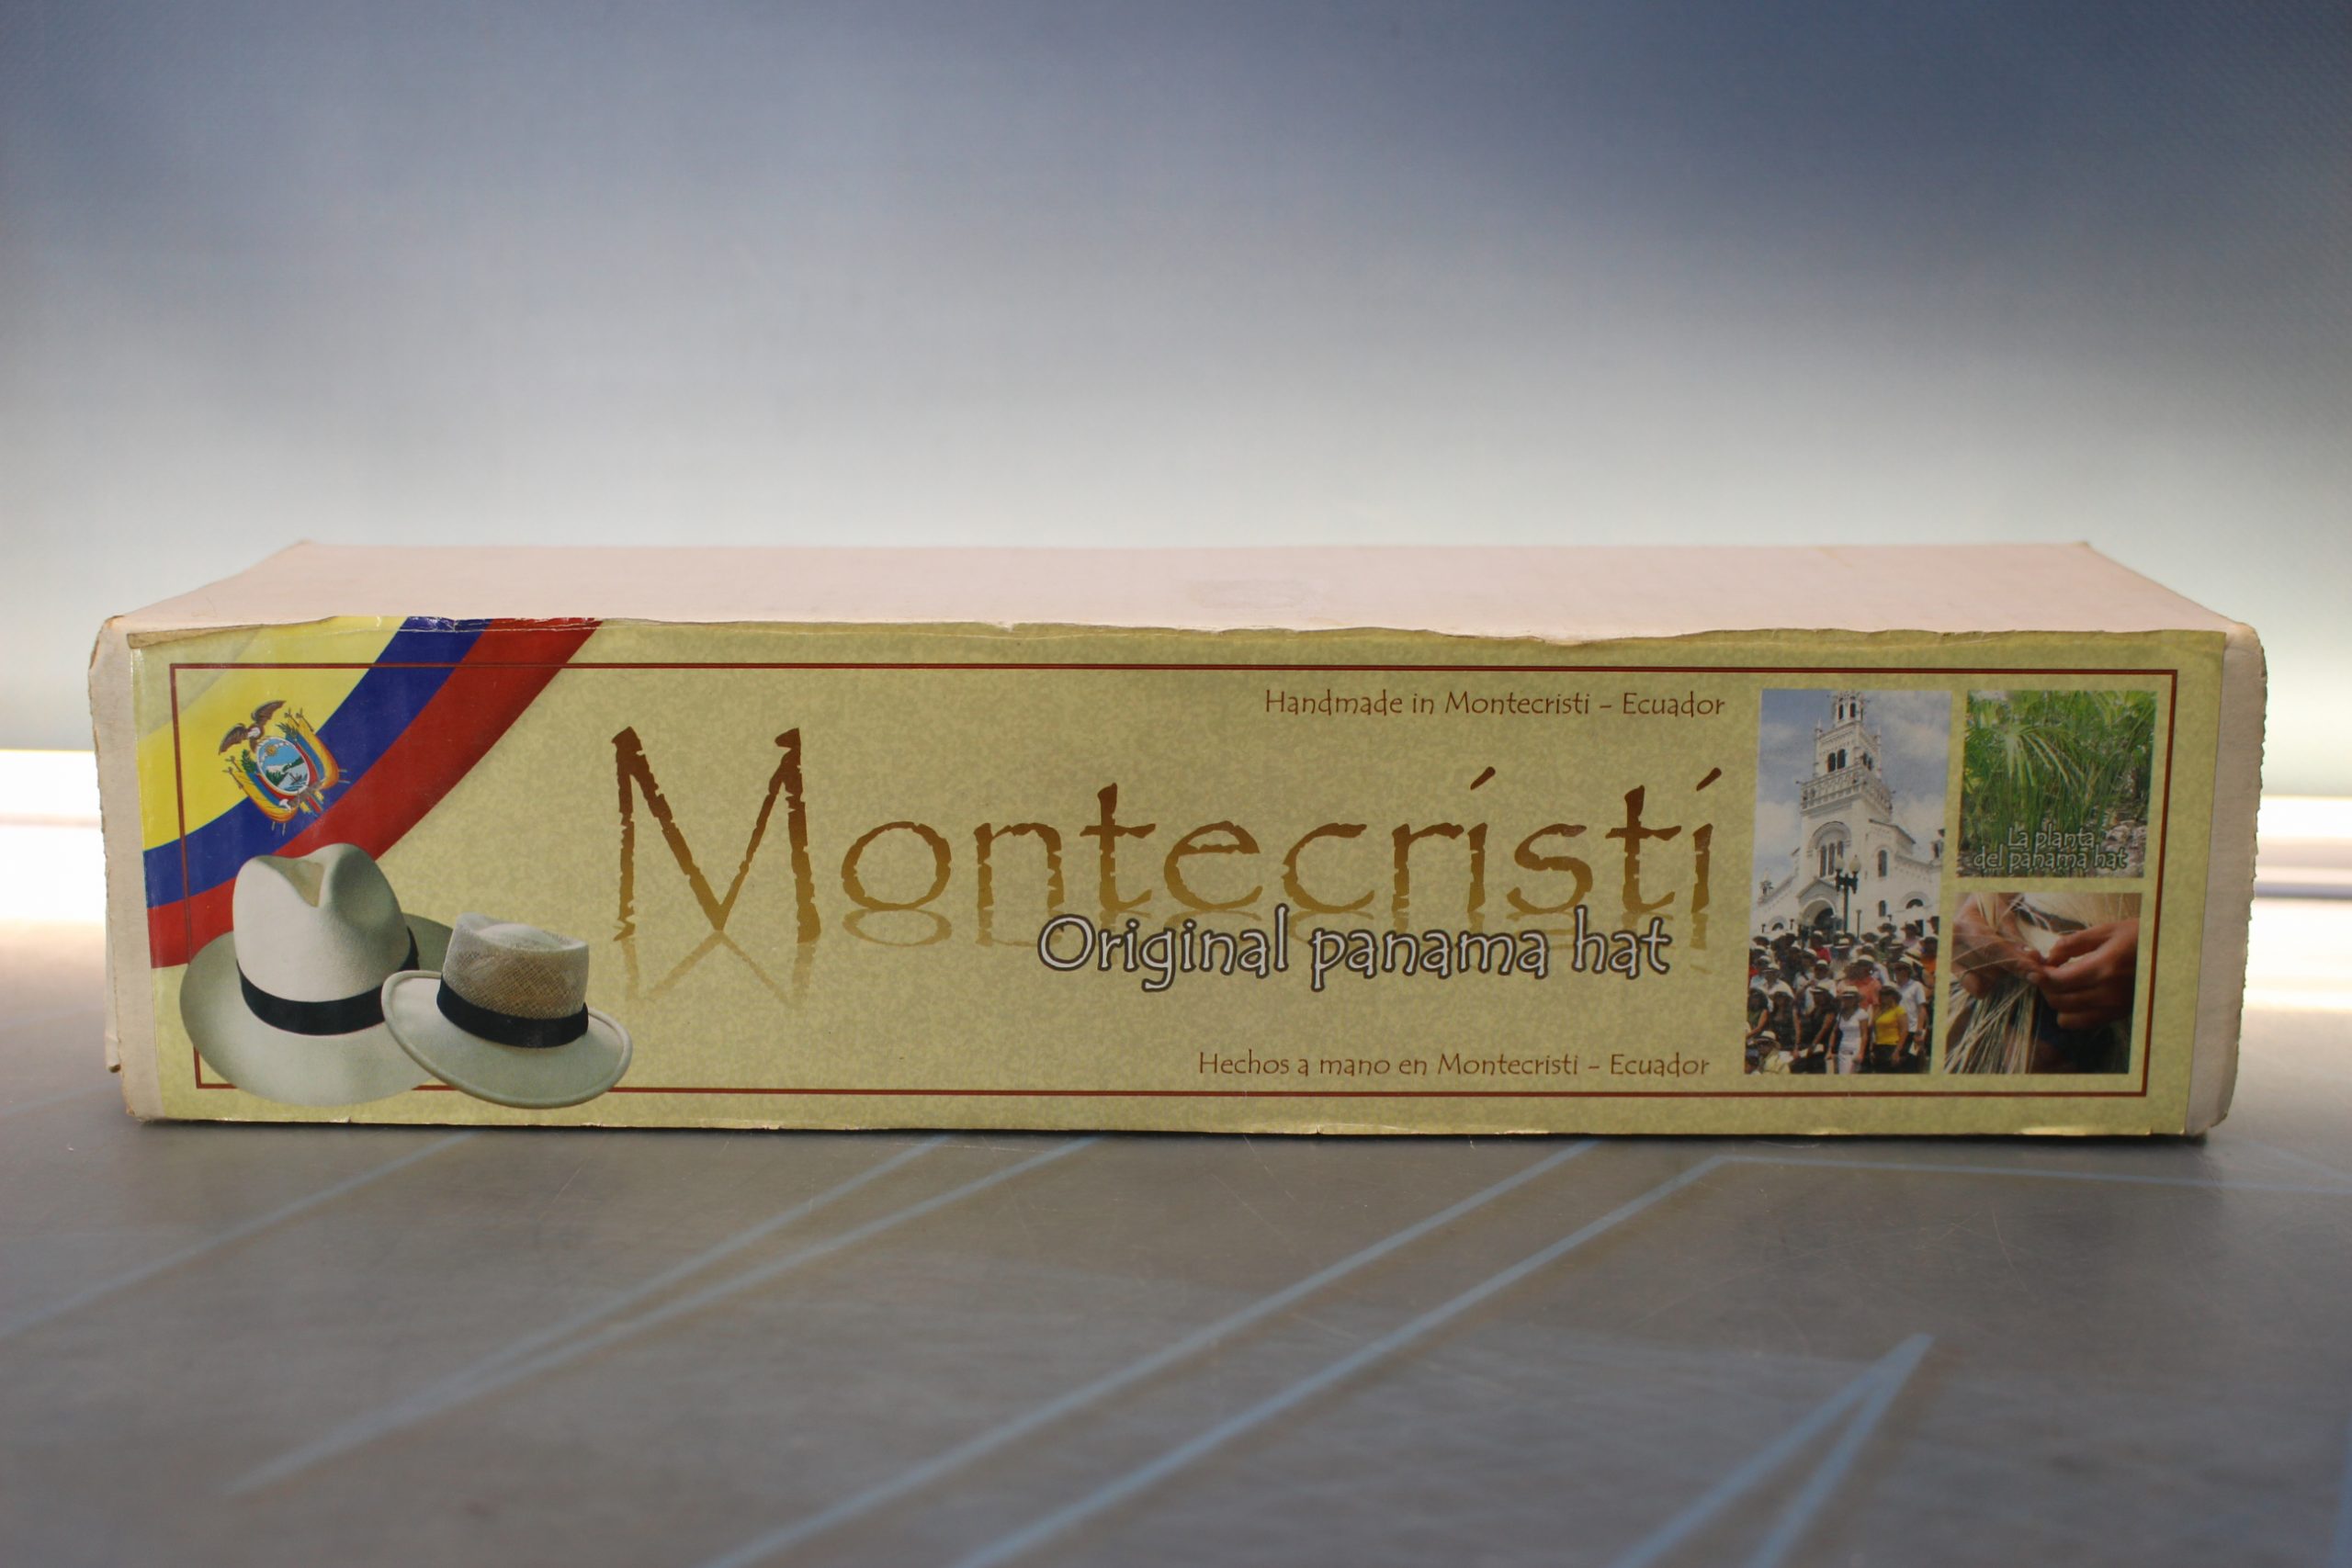 Handmade in Montecristi - Ecuador
Montecristi
Original panama hat
Hechos a mano en Montecristi - Ecuador
La planta
del panama hat